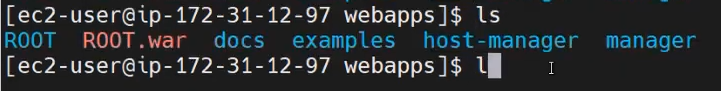 [ec2-user@ip-172-31-12-97 webapps]$ ls
ROOT  ROOT.war  docs  examples  host-manager  manager
[ec2-user@ip-172-31-12-97 webapps]$ l